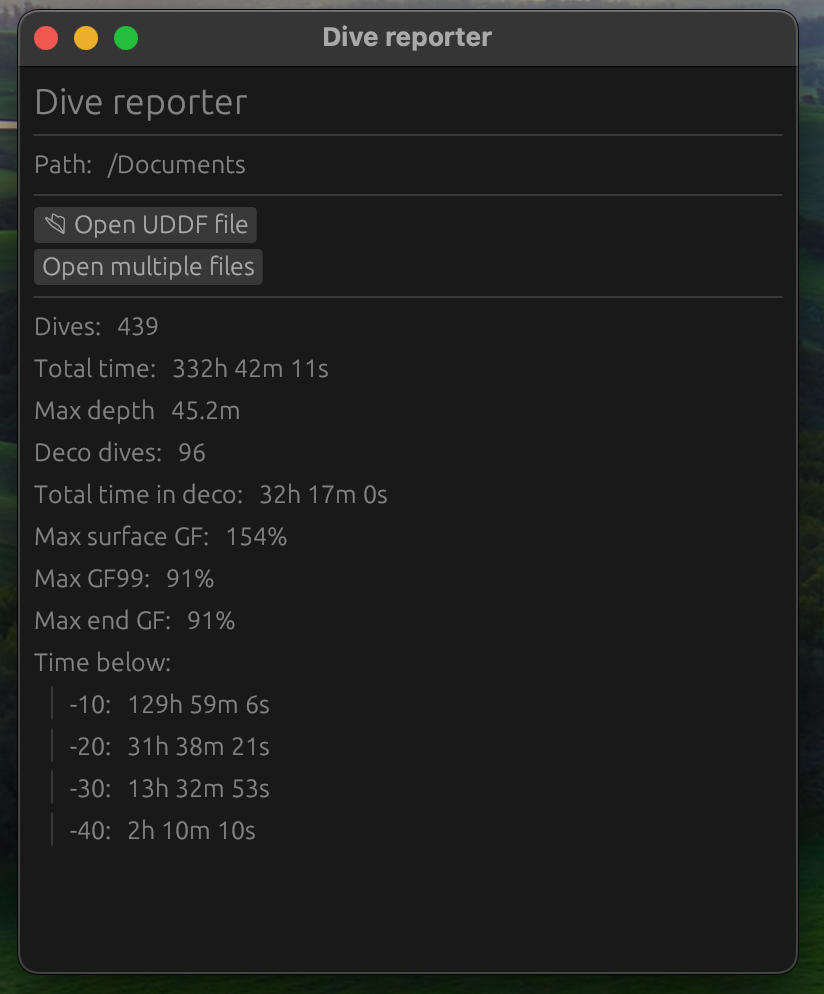 Dive reporter
Dive reporter
Path: /Documents
Open UDDF file
Open multiple files
Dives: 439
Total time: 332h 42m 11s
Max depth 45.2m
Deco dives: 96
Total time in deco: 32h 17m 0s
Max surface GF: 154%
Max GF99: 91%
Max end GF: 91%
Time below:
-10: 129h 59m 6s
-20: 31h 38m 21s
-30: 13h 32m 53s
-40: 2h 10m 10s